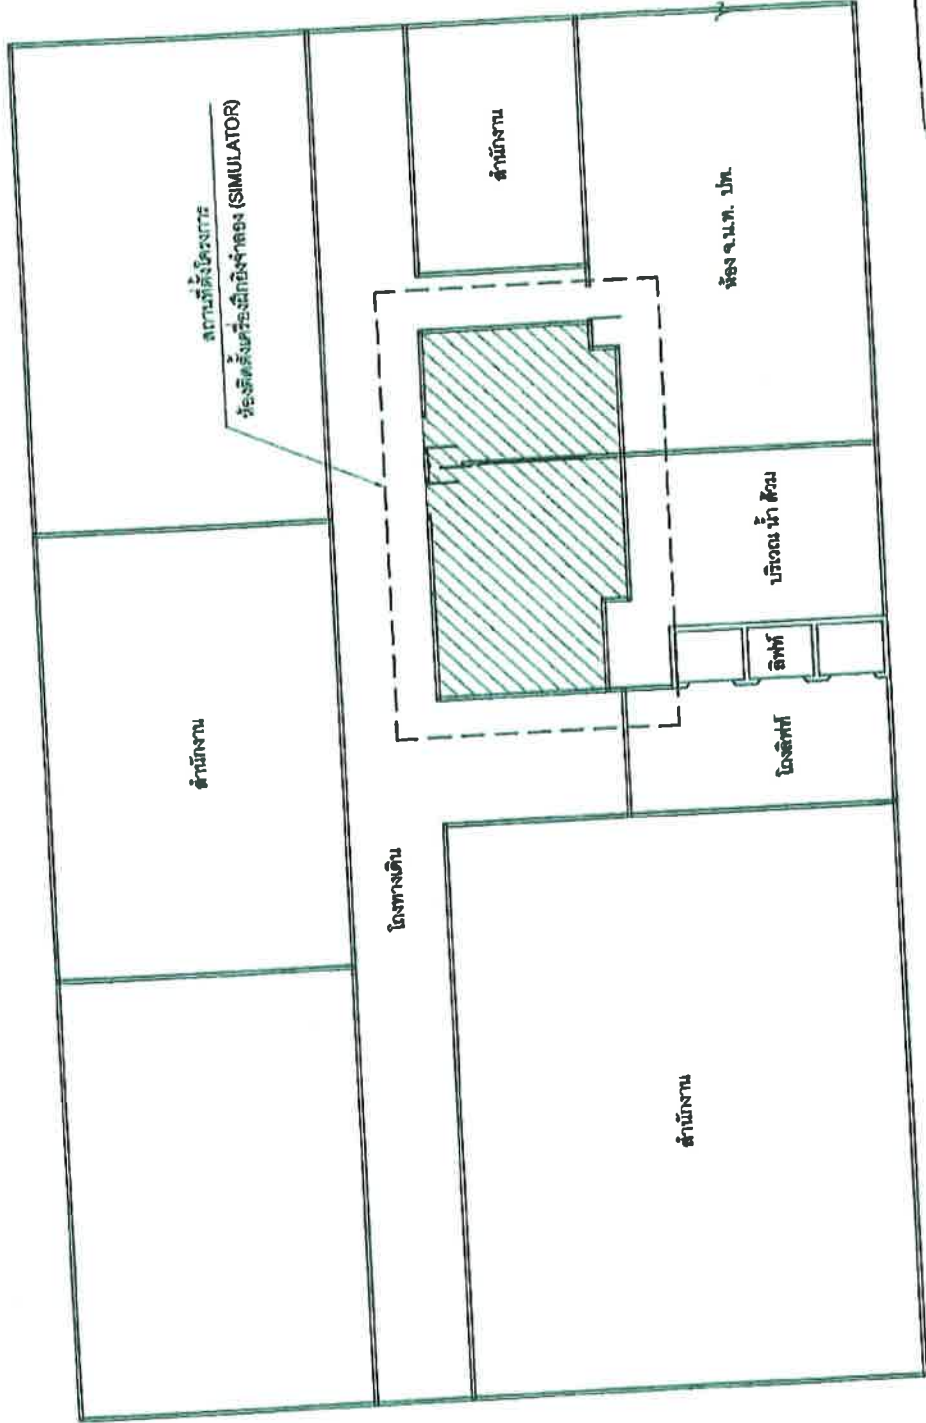 สถานที่ตั้งโครงการ
ห้องติดตั้งเครื่องฝึกยิงจำลอง (SIMULATOR)
สำนักงาน
สำนักงาน
ห้อง จ.น.ท. ปท.
โถงทางเดิน
บริเวณ น้ำ ส้วม
ลิฟท์
โถงลิฟท์
สำนักงาน